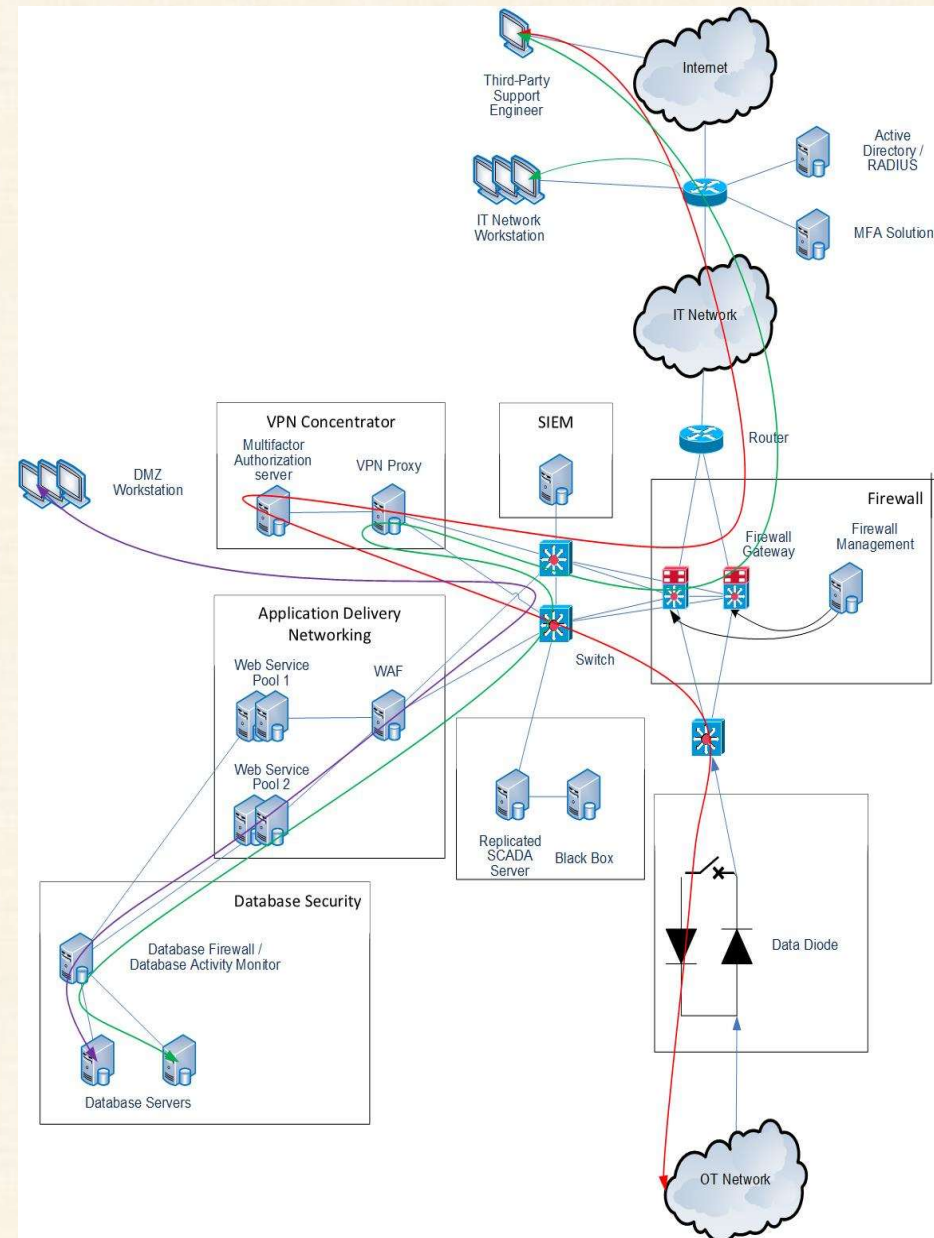 Internet
Third-Party
Support
Engineer
Active
Directory /
RADIUS
IT Network
Workstation
MFA Solution
IT Network
VPN Concentrator
SIEM
Router
Multifactor
Authorization
server
VPN Proxy
DMZ
Workstation
Firewall
Firewall
Gateway
Firewall
Management
Application Delivery
Networking
Web Service
Pool 1
WAF
Switch
Web Service
Pool 2
Replicated
SCADA
Server
Black Box
Database Security
Database Firewall /
Database Activity Monitor
Data Diode
Database Servers
OT Network